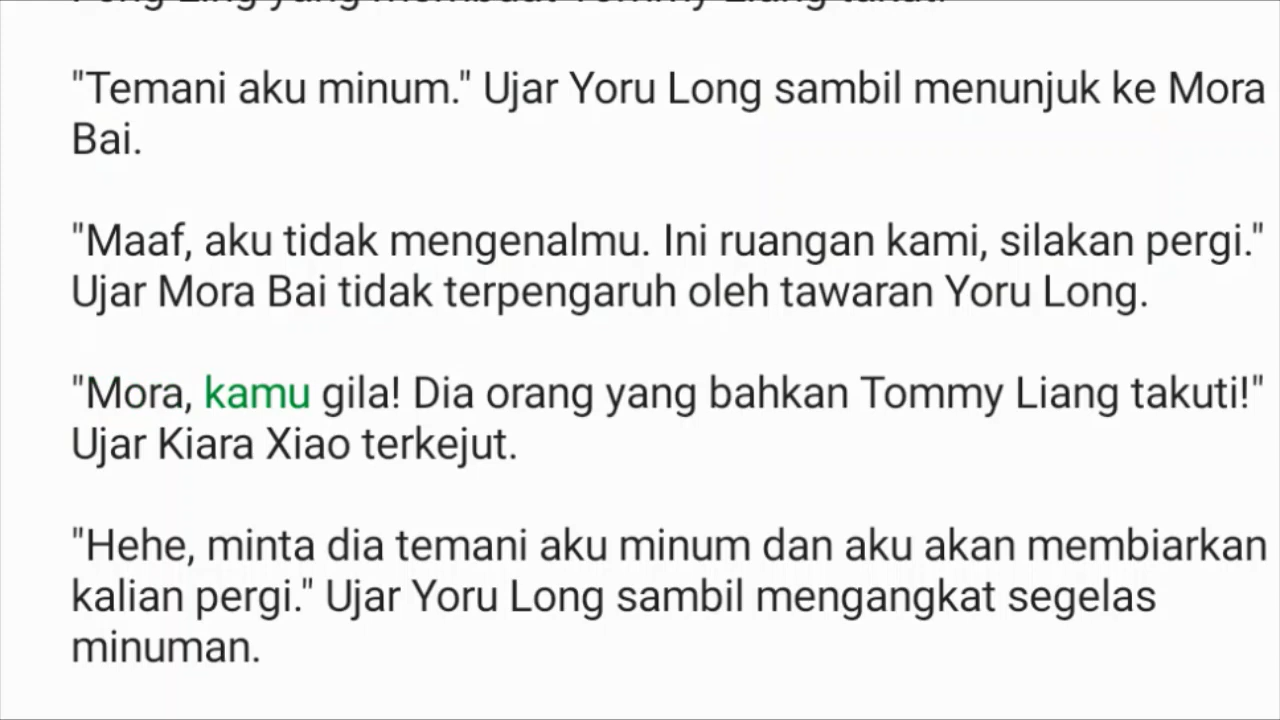 "Temani aku minum." Ujar Yoru Long sambil menunjuk ke Mora
Bai.
"Maaf, aku tidak mengenalmu. Ini ruangan kami, silakan pergi."
Ujar Mora Bai tidak terpengaruh oleh tawaran Yoru Long.
"Mora, kamu gila! Dia orang yang bahkan Tommy Liang takuti!"
Ujar Kiara Xiao terkejut.
"Hehe, minta dia temani aku minum dan aku akan membiarkan
kalian pergi." Ujar Yoru Long sambil mengangkat segelas
minuman.